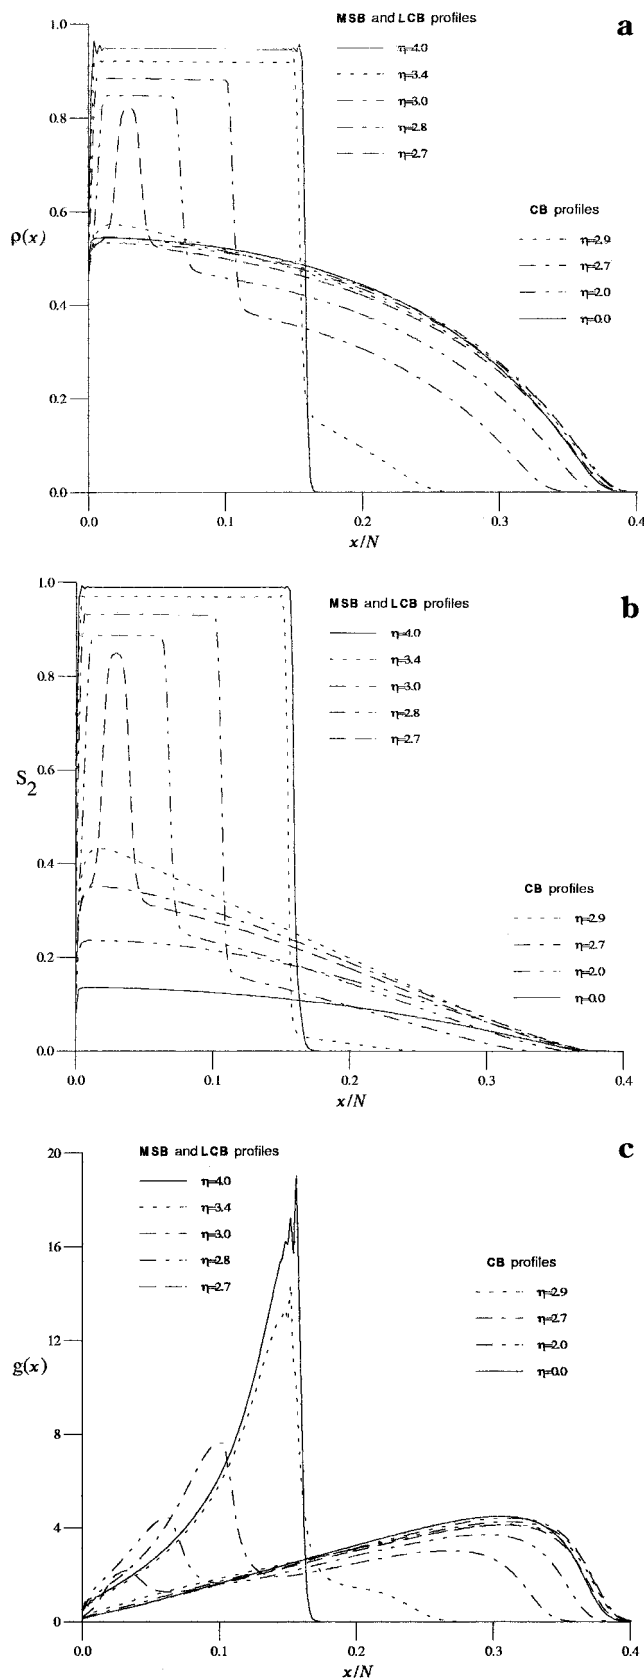 a
MSB and LCB profiles
η=4.0
η=3.4
η=3.0
η=2.8
η=2.7
CB profiles
η=2.9
η=2.7
η=2.0
η=0.0
1.0
0.8
0.6
ρ(x)
0.4
0.2
0.0
0.0 0.1 0.2 0.3 0.4
x/N
b
MSB and LCB profiles
η=4.0
η=3.4
η=3.0
η=2.8
η=2.7
CB profiles
η=2.9
η=2.7
η=2.0
η=0.0
1.0
0.8
0.6
S₂
0.4
0.2
0.0
0.0 0.1 0.2 0.3 0.4
x/N
c
MSB and LCB profiles
η=4.0
η=3.4
η=3.0
η=2.8
η=2.7
CB profiles
η=2.9
η=2.7
η=2.0
η=0.0
20
16
12
g(x)
8
4
0
0.0 0.1 0.2 0.3 0.4
x/N